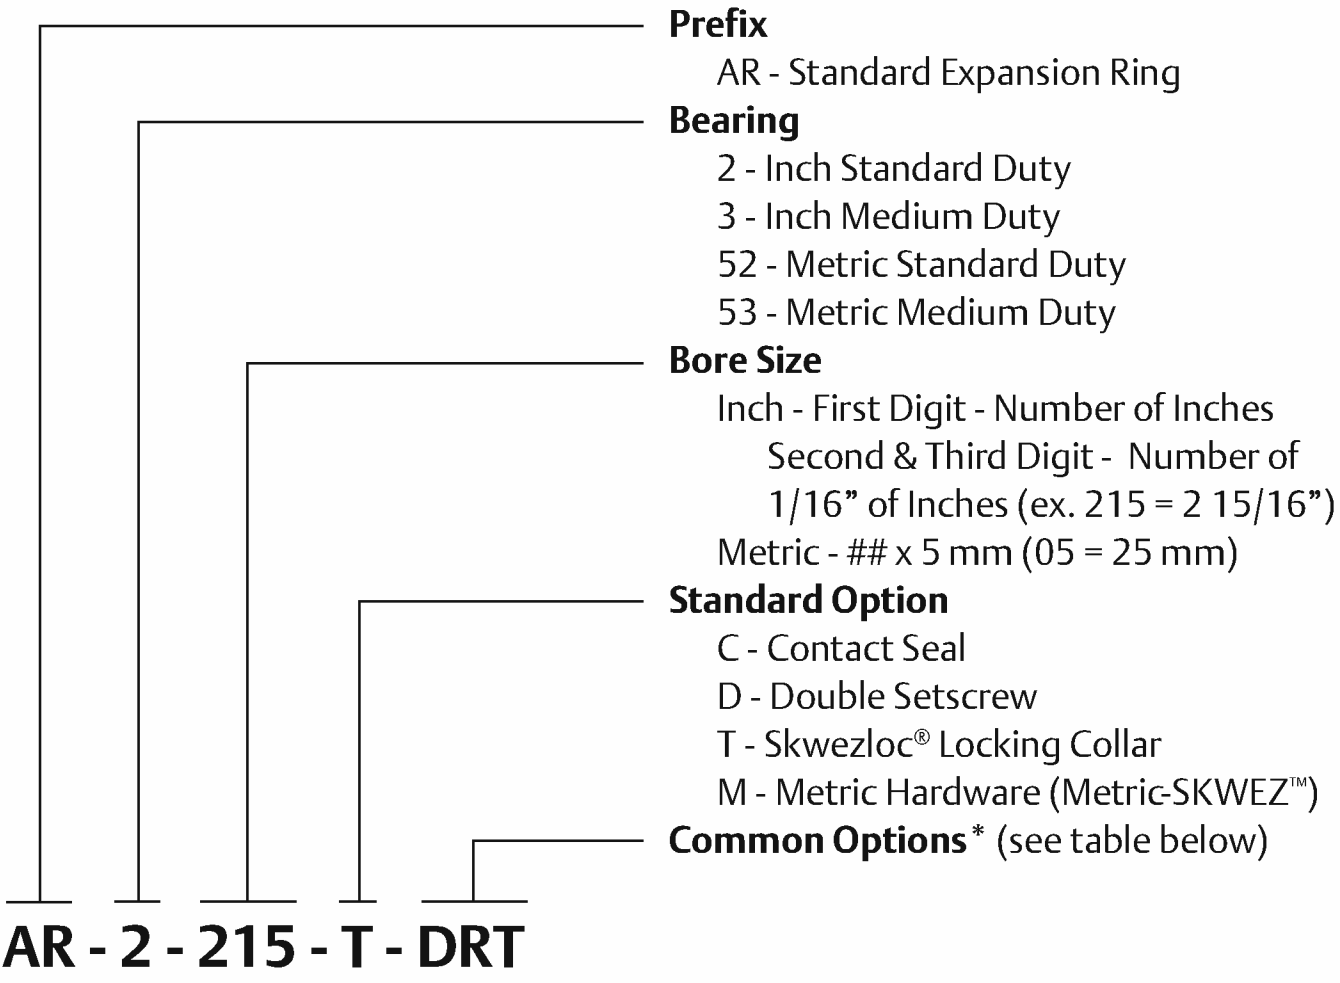 Prefix
AR - Standard Expansion Ring
Bearing
2 - Inch Standard Duty
3 - Inch Medium Duty
52 - Metric Standard Duty
53 - Metric Medium Duty
Bore Size
Inch - First Digit - Number of Inches
Second & Third Digit - Number of
1/16” of Inches (ex. 215 = 2 15/16”)
Metric - ## x 5 mm (05 = 25 mm)
Standard Option
C - Contact Seal
D - Double Setscrew
T - Skwezloc® Locking Collar
M - Metric Hardware (Metric-SKWEZ™)
Common Options* (see table below)
AR - 2 - 215 - T - DRT